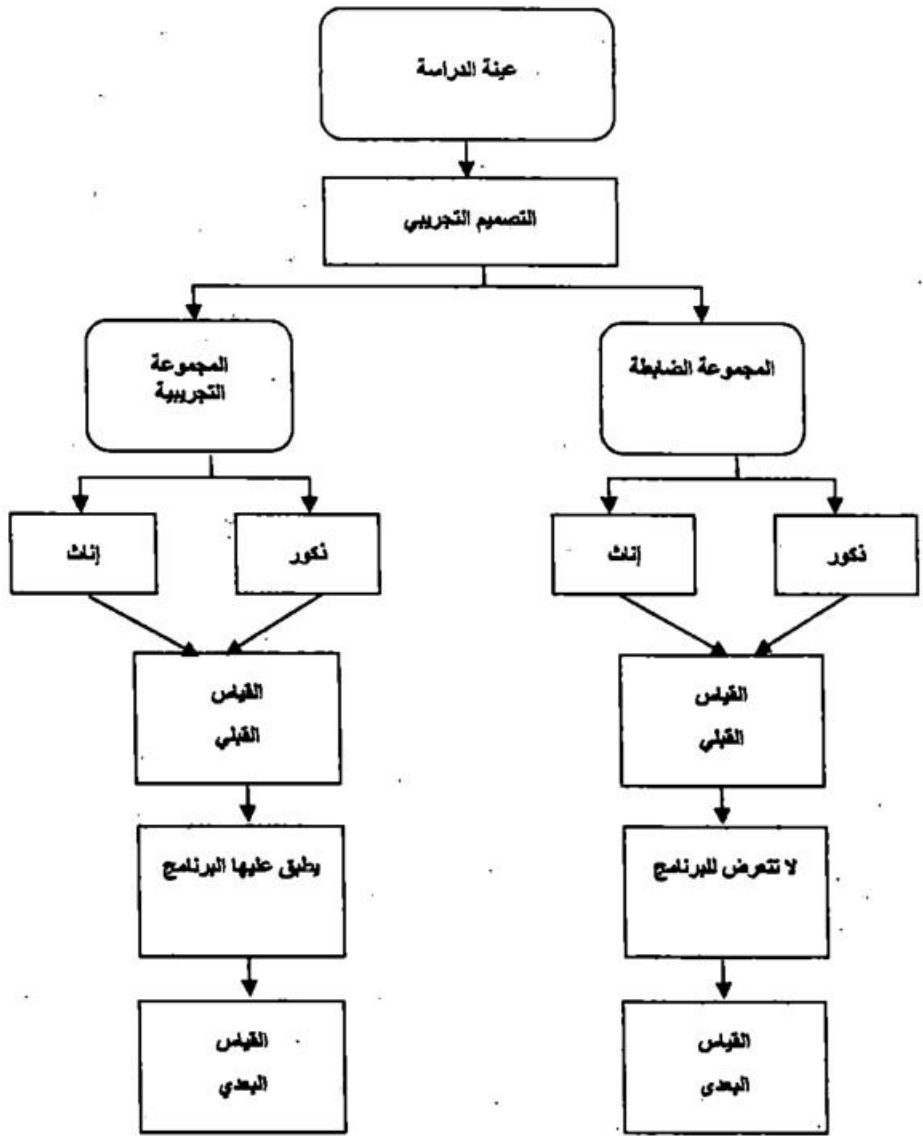 عينة الدراسة
التصميم التجريبي
المجموعة الضابطة
المجموعة
التجريبية
ذكور
إناث
ذكور
إناث
القياس
القبلي
القياس
القبلي
لا تتعرض للبرنامج
يطبق عليها البرنامج
القياس
البعدى
القياس
البعدي